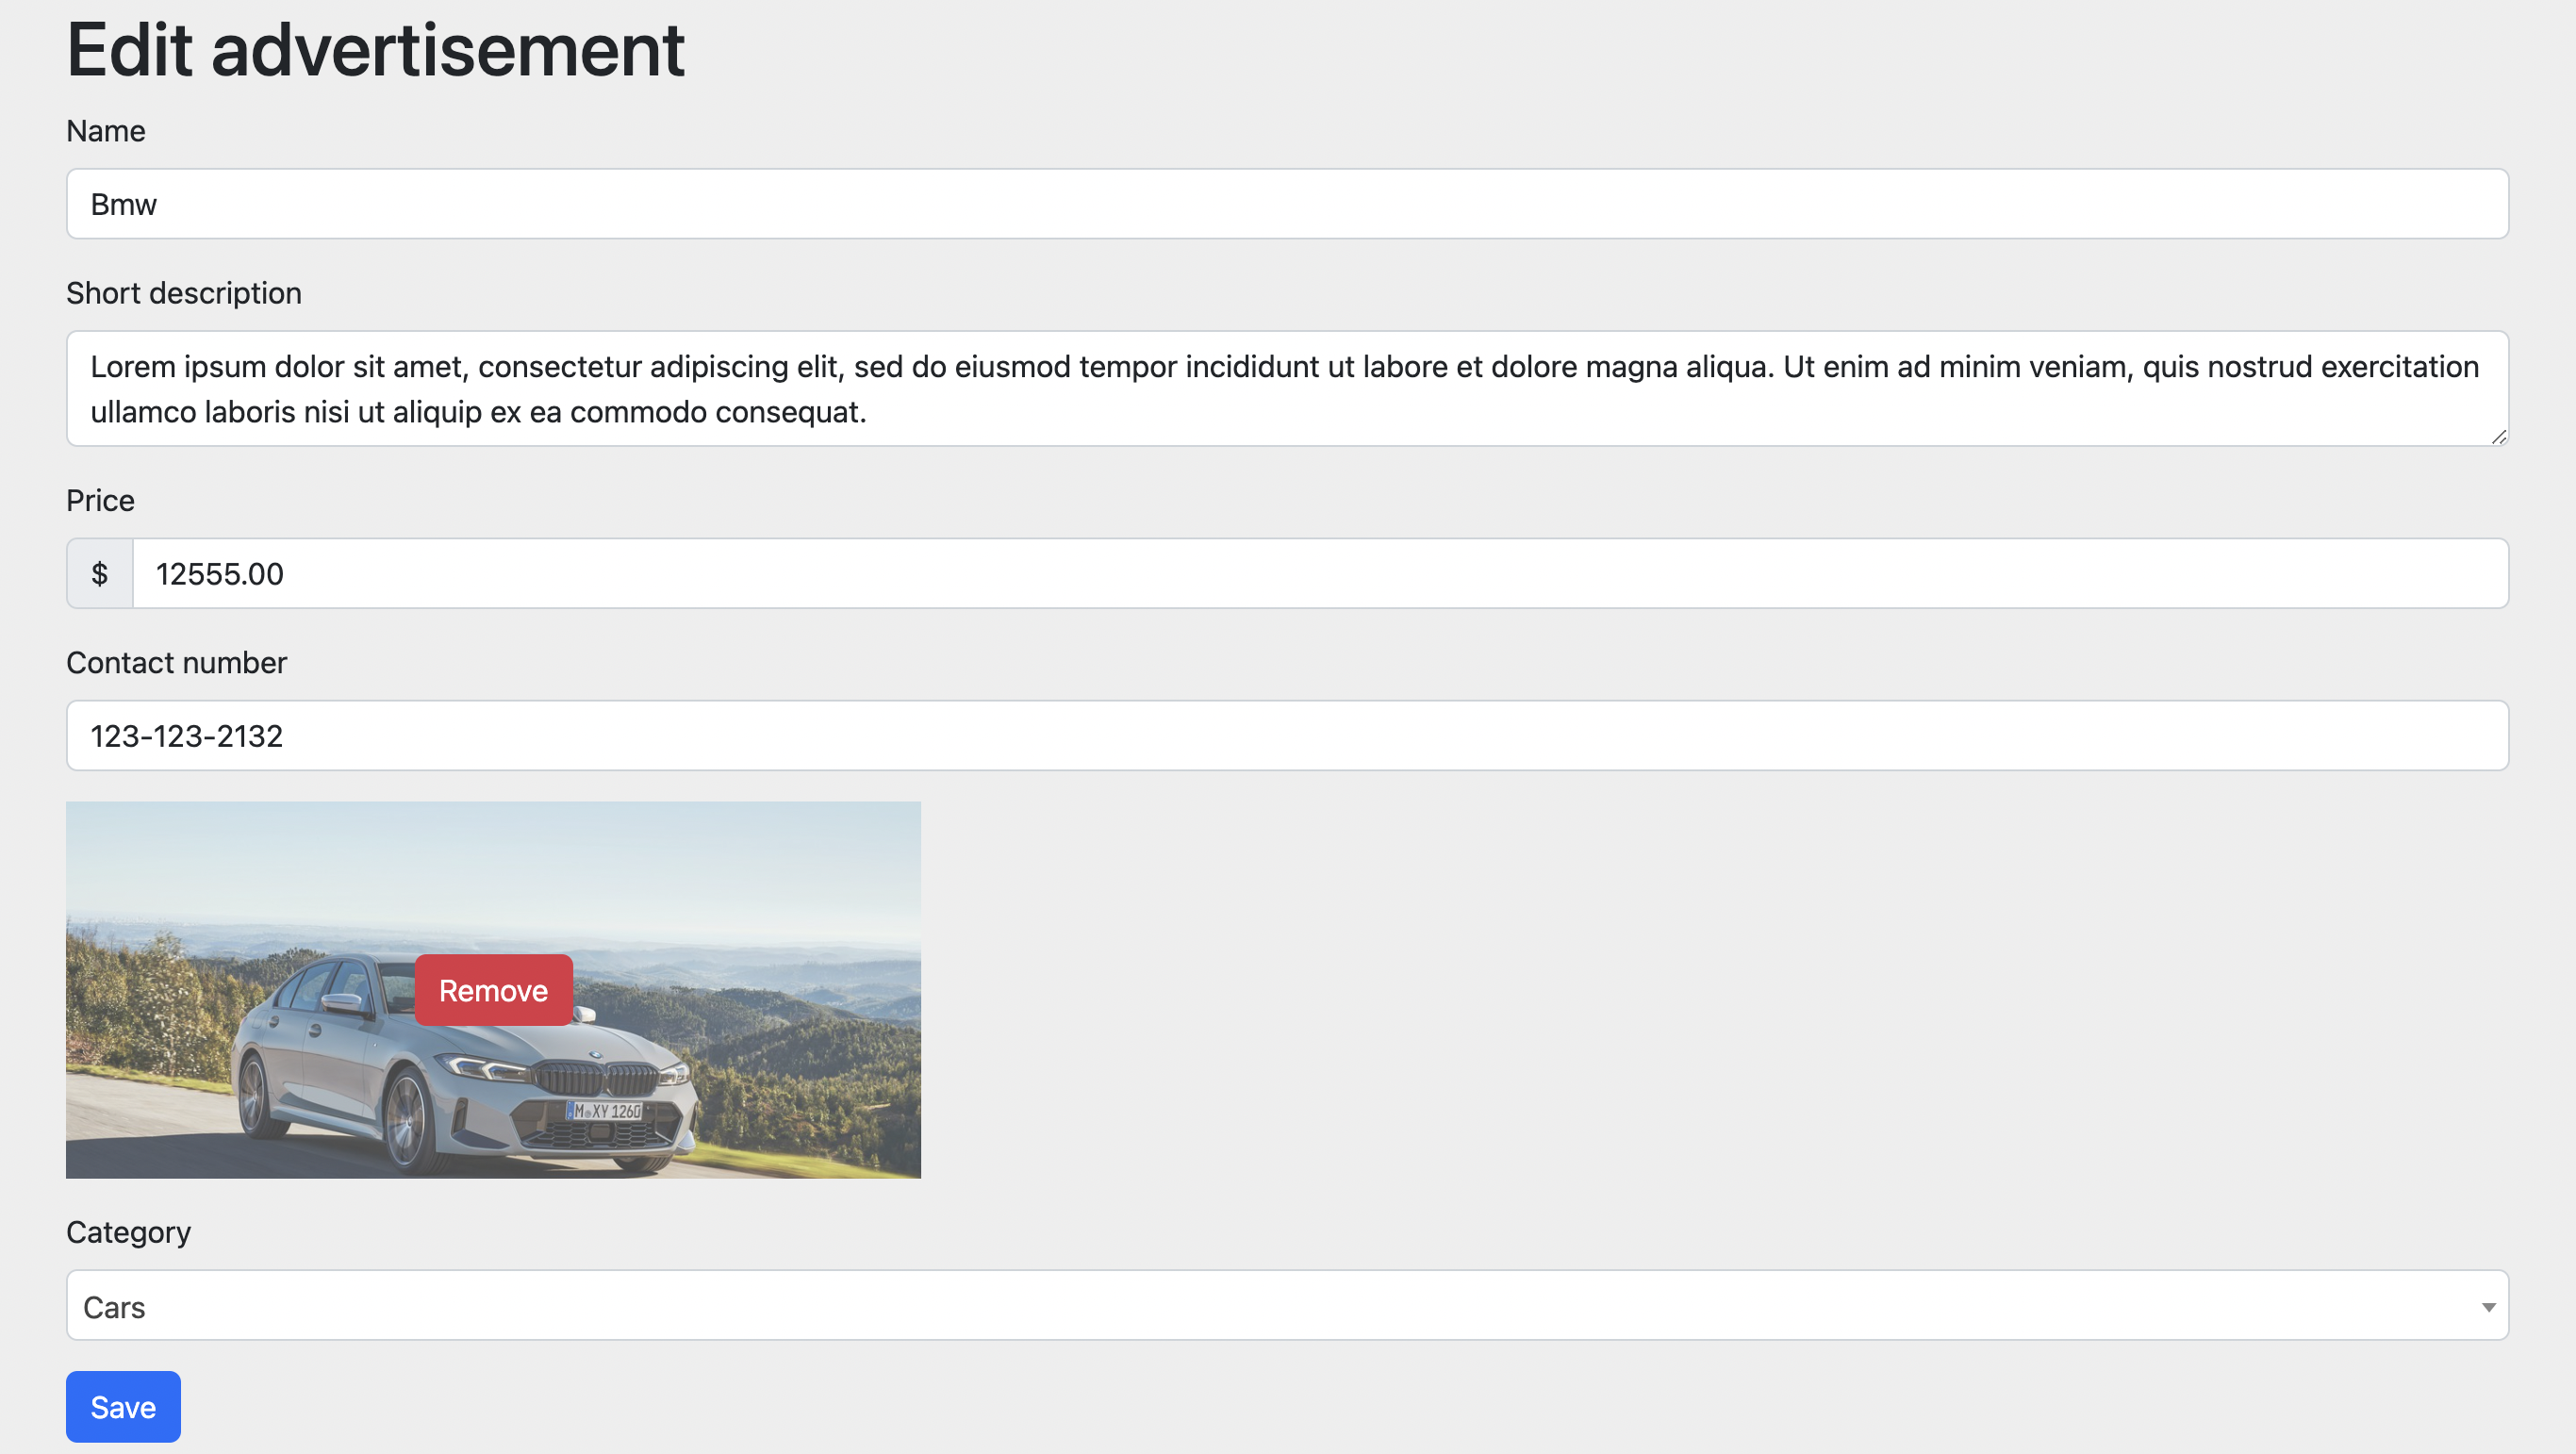 Edit advertisement
Name
Bmw
Short description
Lorem ipsum dolor sit amet, consectetur adipiscing elit, sed do eiusmod tempor incididunt ut labore et dolore magna aliqua. Ut enim ad minim veniam, quis nostrud exercitation
ullamco laboris nisi ut aliquip ex ea commodo consequat.
Price
$ 12555.00
Contact number
123-123-2132
Remove
M XY 1260
Category
Cars
Save